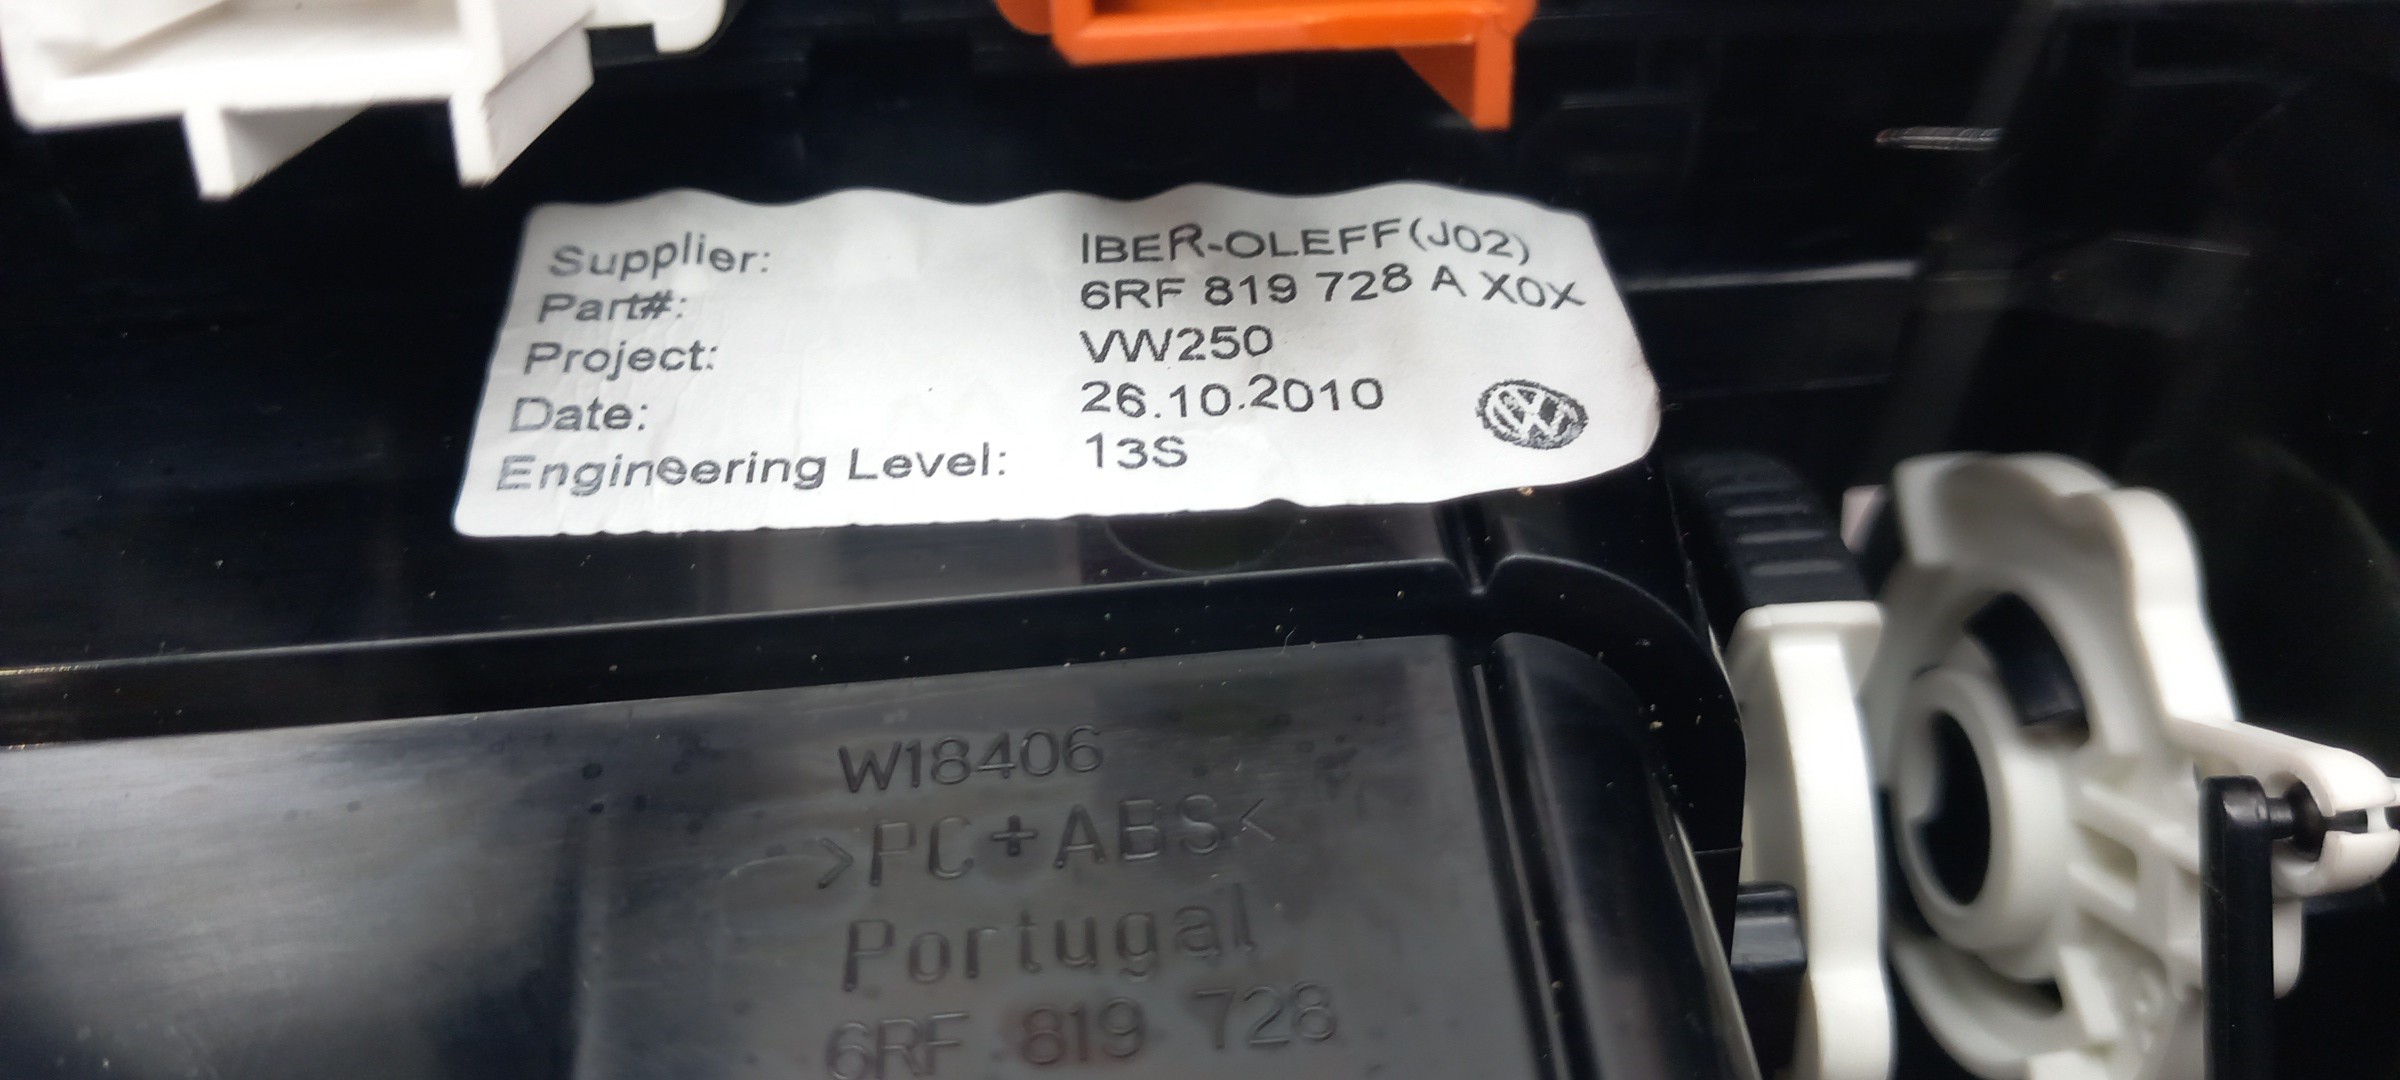 Supplier: IBER-OLEFF(J02)
Part#: 6RF 819 728 A X0X
Project: VW250
Date: 26.10.2010
Engineering Level: 13S
W18406
>PC+ABS<
Portugal
6RF 819 728